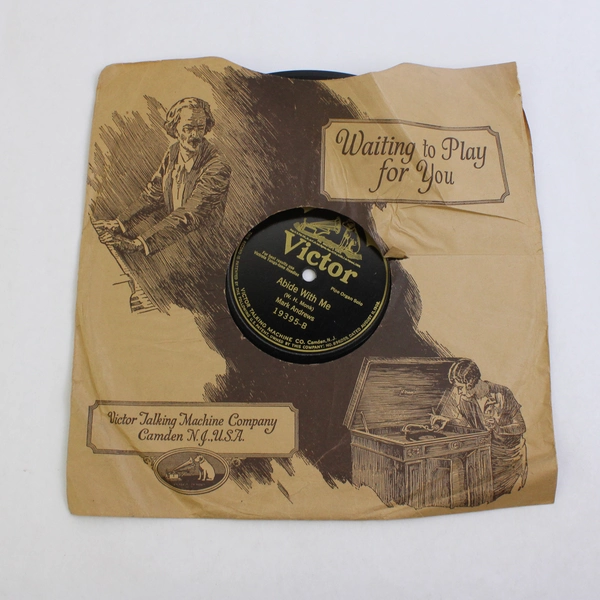 Waiting to Play
for You
Victor
Pipe Organ Solo
Abide With Me
(W. H. Monk)
Mark Andrews
19395-B
VICTOR TALKING MACHINE CO. Camden, N. J.
Victor Talking Machine Company
Camden N.J., U.S.A.